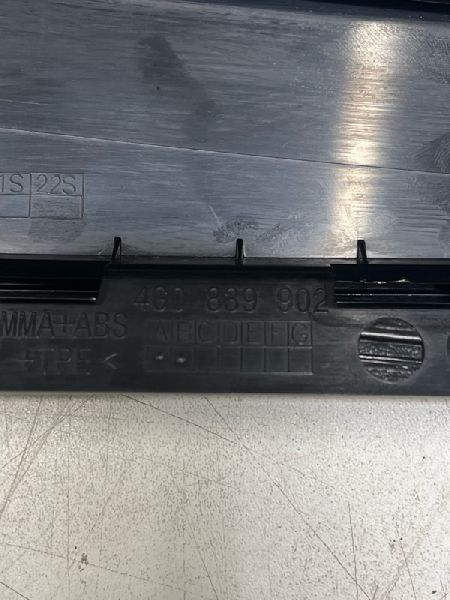 1S 22S
4G0 839 902
MMA+ABS
A B C D E F G
+TPE<